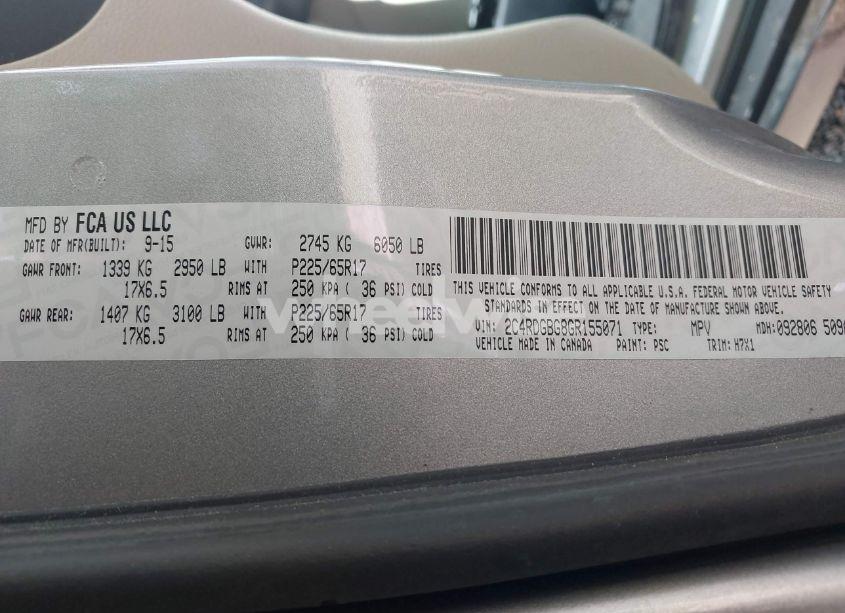 MFD BY FCA US LLC
DATE OF MFR(BUILT): 9-15 GVWR: 2745 KG 6050 LB
GAWR FRONT: 1339 KG 2950 LB WITH P225/65R17 TIRES
17X6.5 RIMS AT 250 KPA ( 36 PSI) COLD
GAWR REAR: 1407 KG 3100 LB WITH P225/65R17 TIRES
17X6.5 RIMS AT 250 KPA ( 36 PSI) COLD
THIS VEHICLE CONFORMS TO ALL APPLICABLE U.S.A. FEDERAL MOTOR VEHICLE SAFETY
STANDARDS IN EFFECT ON THE DATE OF MANUFACTURE SHOWN ABOVE.
VIN: 2C4RDGBG8GR155071 TYPE: MPV MDH: 092806 509
VEHICLE MADE IN CANADA PAINT: PSC TRIM: H7X1